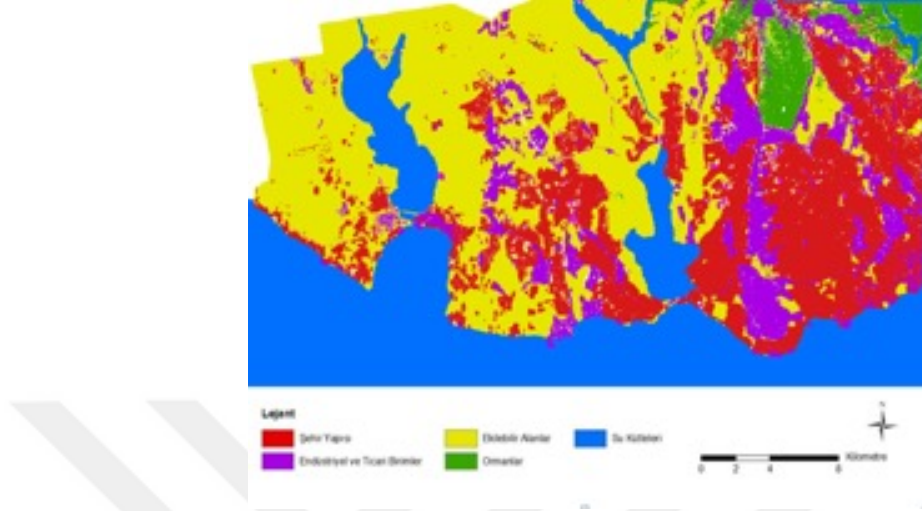 Lejant
Şehir Yapısı
Ekilebilir Alanlar
Su Kütleleri
Endüstriyel ve Ticari Birimler
Ormanlar
Kilometre
0 2 4 8